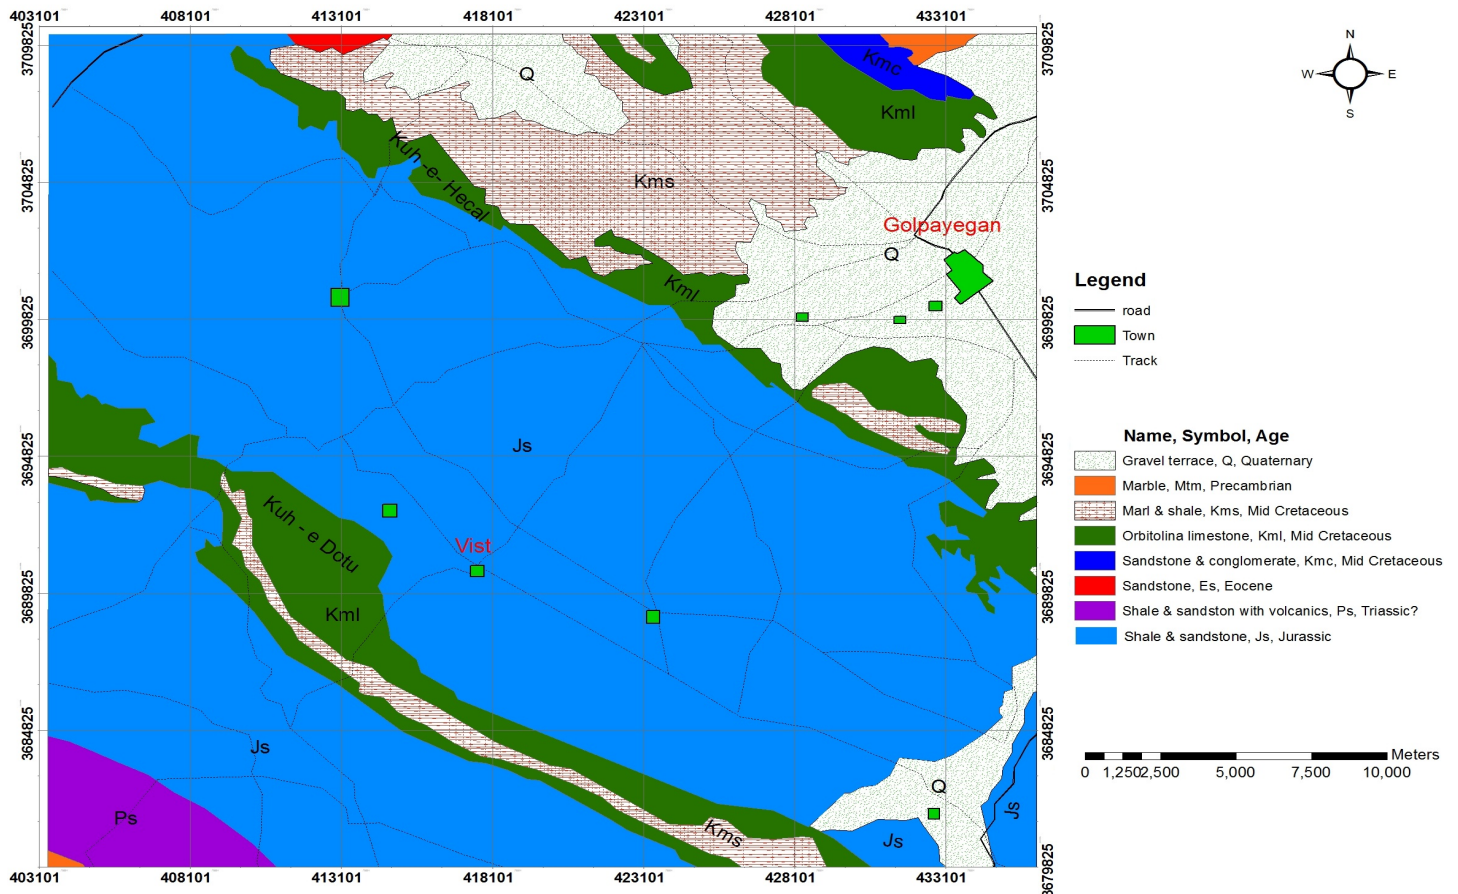 403101 408101 413101 418101 423101 428101 433101
3709825 3709825
3704825 3704825
3699825 3699825
3694825 3694825
3689825 3689825
3684825 3684825
3679825
Q
Kmc
Kml
Kuh -e- Hecal
Kms
Golpayegan
Q
Kml
Js
Kuh - e Dotu
Vist
Kml
Js
Ps
Kms
Q
Js
Js
403101 408101 413101 418101 423101 428101 433101
N
W E
S
Legend
road
Town
Track
Name, Symbol, Age
Gravel terrace, Q, Quaternary
Marble, Mtm, Precambrian
Marl & shale, Kms, Mid Cretaceous
Orbitolina limestone, Kml, Mid Cretaceous
Sandstone & conglomerate, Kmc, Mid Cretaceous
Sandstone, Es, Eocene
Shale & sandston with volcanics, Ps, Triassic?
Shale & sandstone, Js, Jurassic
Meters
0 1,250 2,500 5,000 7,500 10,000